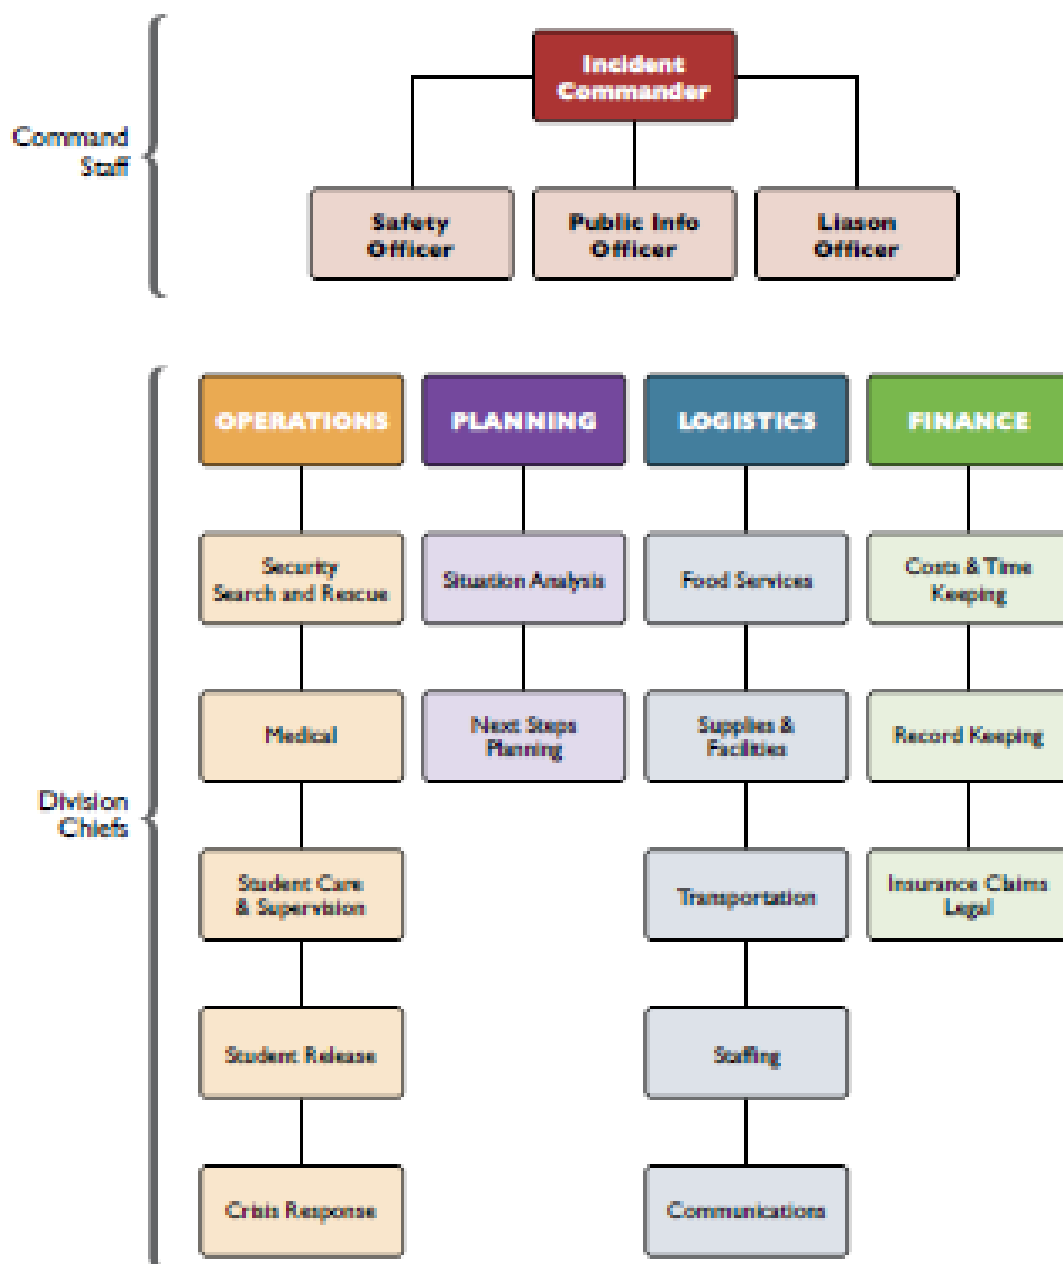 Incident
Commander
Command
Staff
Safety
Officer
Public Info
Officer
Liason
Officer
OPERATIONS
PLANNING
LOGISTICS
FINANCE
Security
Search and Rescue
Situation Analysis
Food Services
Costs & Time
Keeping
Medical
Next Steps
Planning
Supplies &
Facilities
Record Keeping
Division
Chiefs
Student Care
& Supervision
Transportation
Insurance Claims
Legal
Student Release
Staffing
Crisis Response
Communications